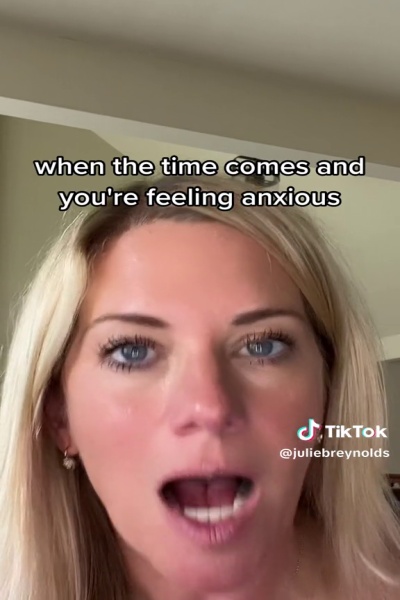 when the time comes and
you're feeling anxious
TikTok
@juliebreynolds